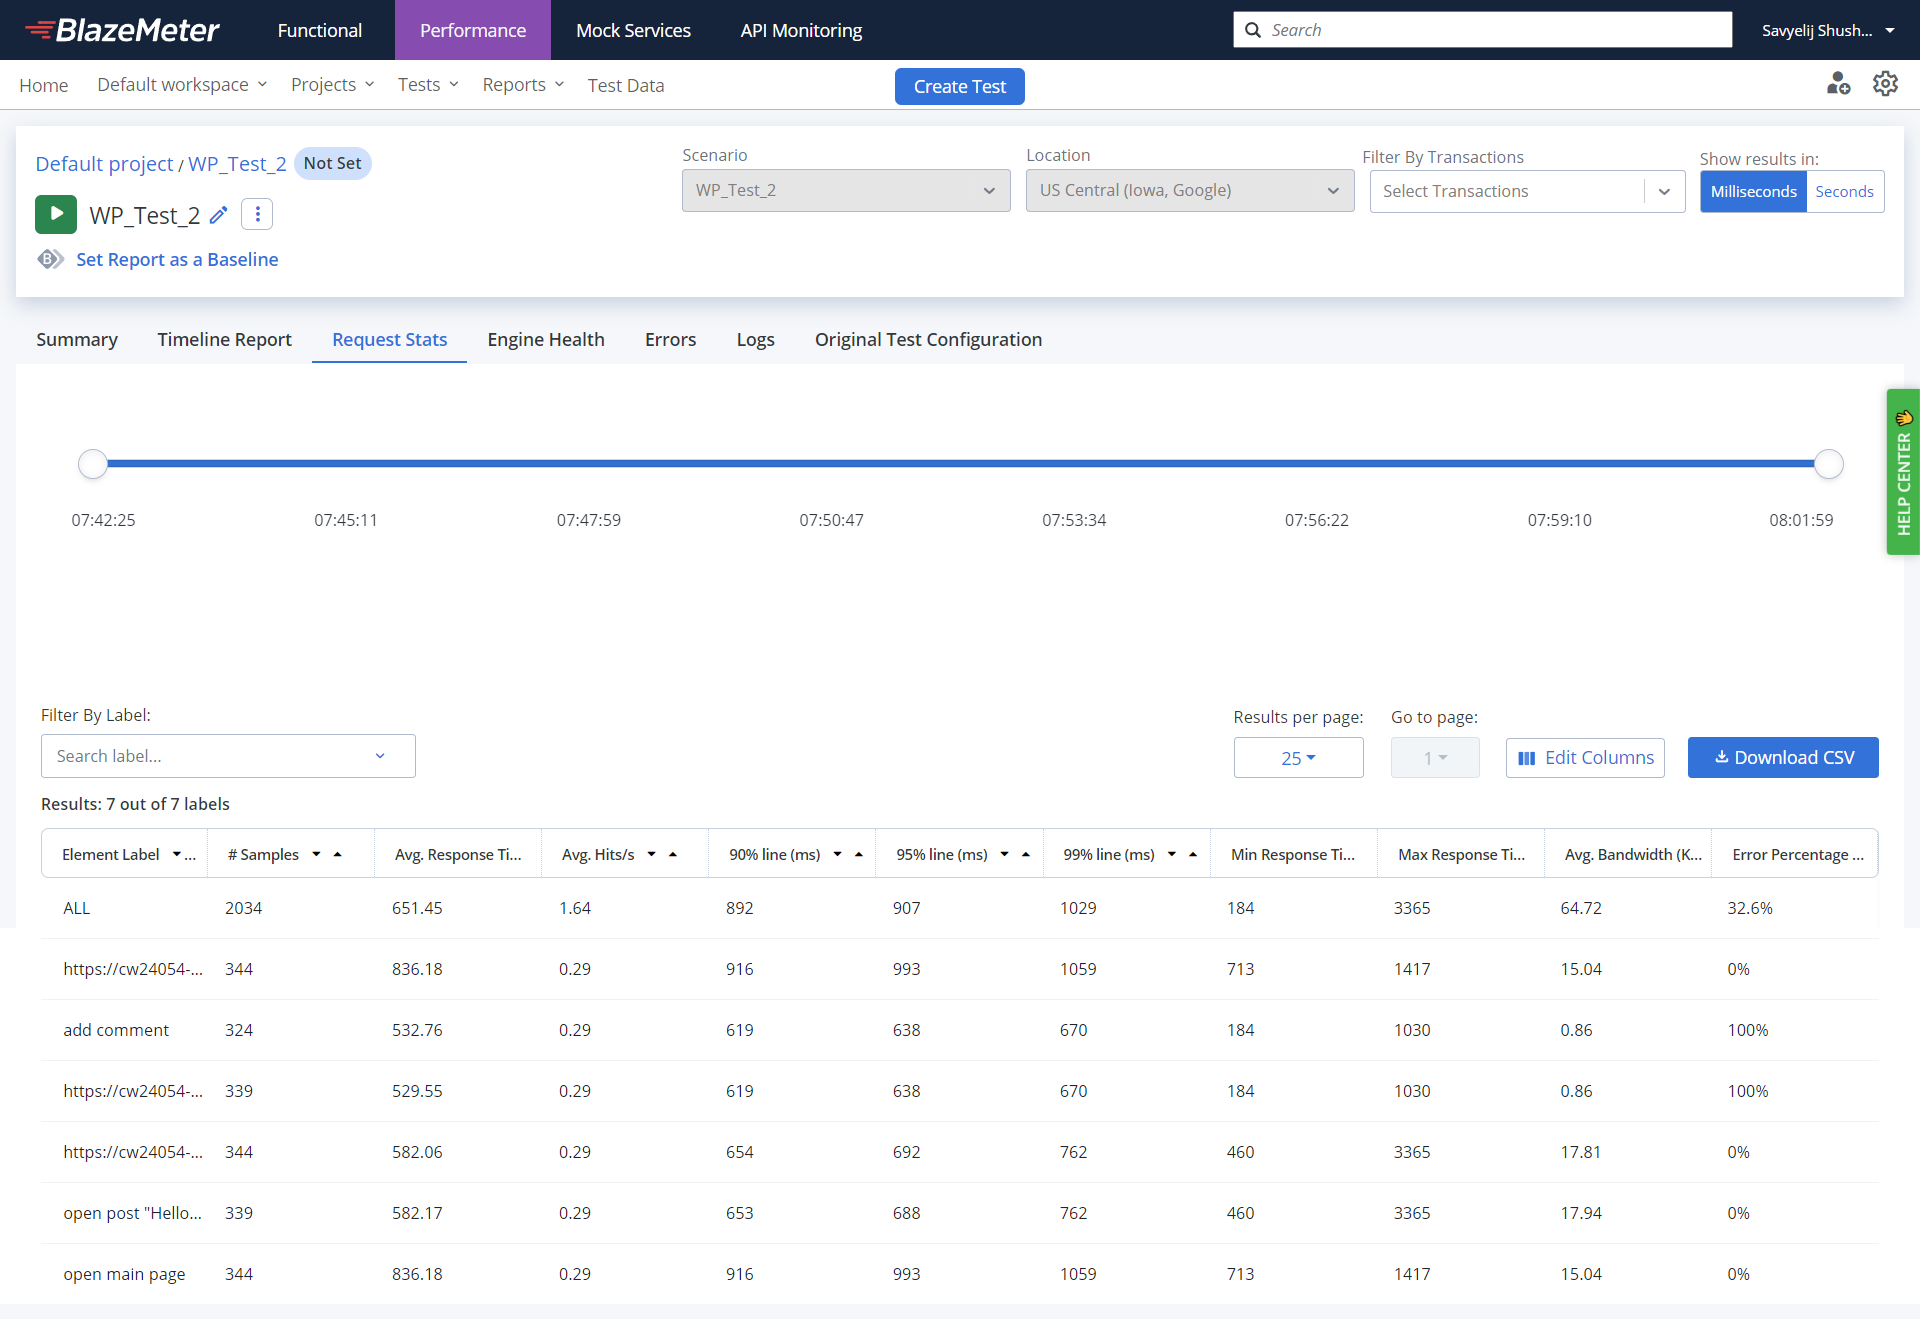 BlazeMeter
Functional
Performance
Mock Services
API Monitoring
Search
Savyelij Shush...
Home
Default workspace
Projects
Tests
Reports
Test Data
Create Test
Default project / WP_Test_2
Not Set
WP_Test_2
B
Set Report as a Baseline
Scenario
WP_Test_2
Location
US Central (Iowa, Google)
Filter By Transactions
Select Transactions
Show results in:
Milliseconds
Seconds
Summary
Timeline Report
Request Stats
Engine Health
Errors
Logs
Original Test Configuration
HELP CENTER
07:42:25 07:45:11 07:47:59 07:50:47 07:53:34 07:56:22 07:59:10 08:01:59
Filter By Label:
Search label...
Results per page:
25
Go to page:
1
Edit Columns
Download CSV
Results: 7 out of 7 labels
Element Label ... # Samples Avg. Response Ti... Avg. Hits/s 90% line (ms) 95% line (ms) 99% line (ms) Min Response Ti... Max Response Ti... Avg. Bandwidth (K... Error Percentage ...
ALL 2034 651.45 1.64 892 907 1029 184 3365 64.72 32.6%
https://cw24054-... 344 836.18 0.29 916 993 1059 713 1417 15.04 0%
add comment 324 532.76 0.29 619 638 670 184 1030 0.86 100%
https://cw24054-... 339 529.55 0.29 619 638 670 184 1030 0.86 100%
https://cw24054-... 344 582.06 0.29 654 692 762 460 3365 17.81 0%
open post "Hello... 339 582.17 0.29 653 688 762 460 3365 17.94 0%
open main page 344 836.18 0.29 916 993 1059 713 1417 15.04 0%